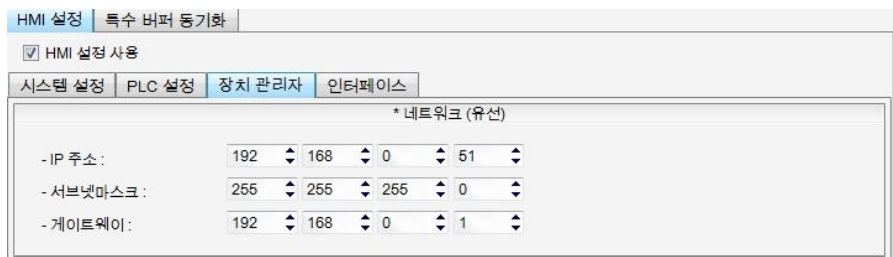 HMI 설정 특수 버퍼 동기화
HMI 설정 사용
시스템 설정 PLC 설정 장치 관리자 인터페이스
* 네트워크 (유선)
- IP 주소 : 192 168 0 51
- 서브넷마스크 : 255 255 255 0
- 게이트웨이 : 192 168 0 1